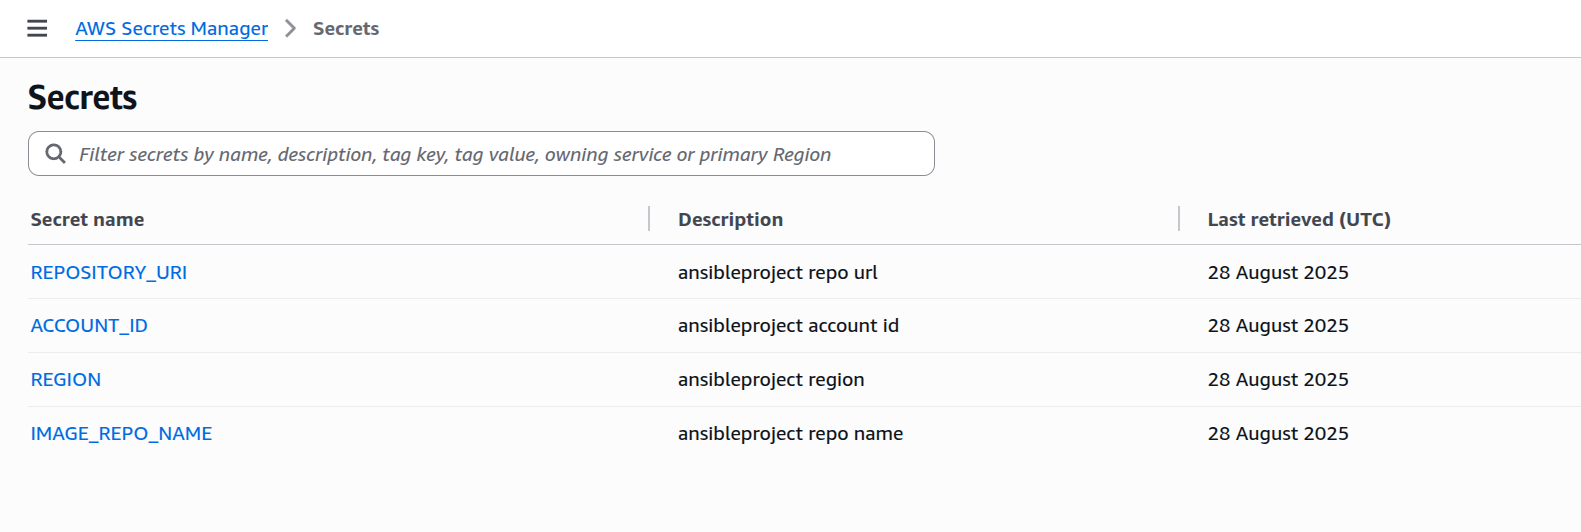 AWS Secrets Manager > Secrets
Secrets
Filter secrets by name, description, tag key, tag value, owning service or primary Region
Secret name Description Last retrieved (UTC)
REPOSITORY_URI ansibleproject repo url 28 August 2025
ACCOUNT_ID ansibleproject account id 28 August 2025
REGION ansibleproject region 28 August 2025
IMAGE_REPO_NAME ansibleproject repo name 28 August 2025